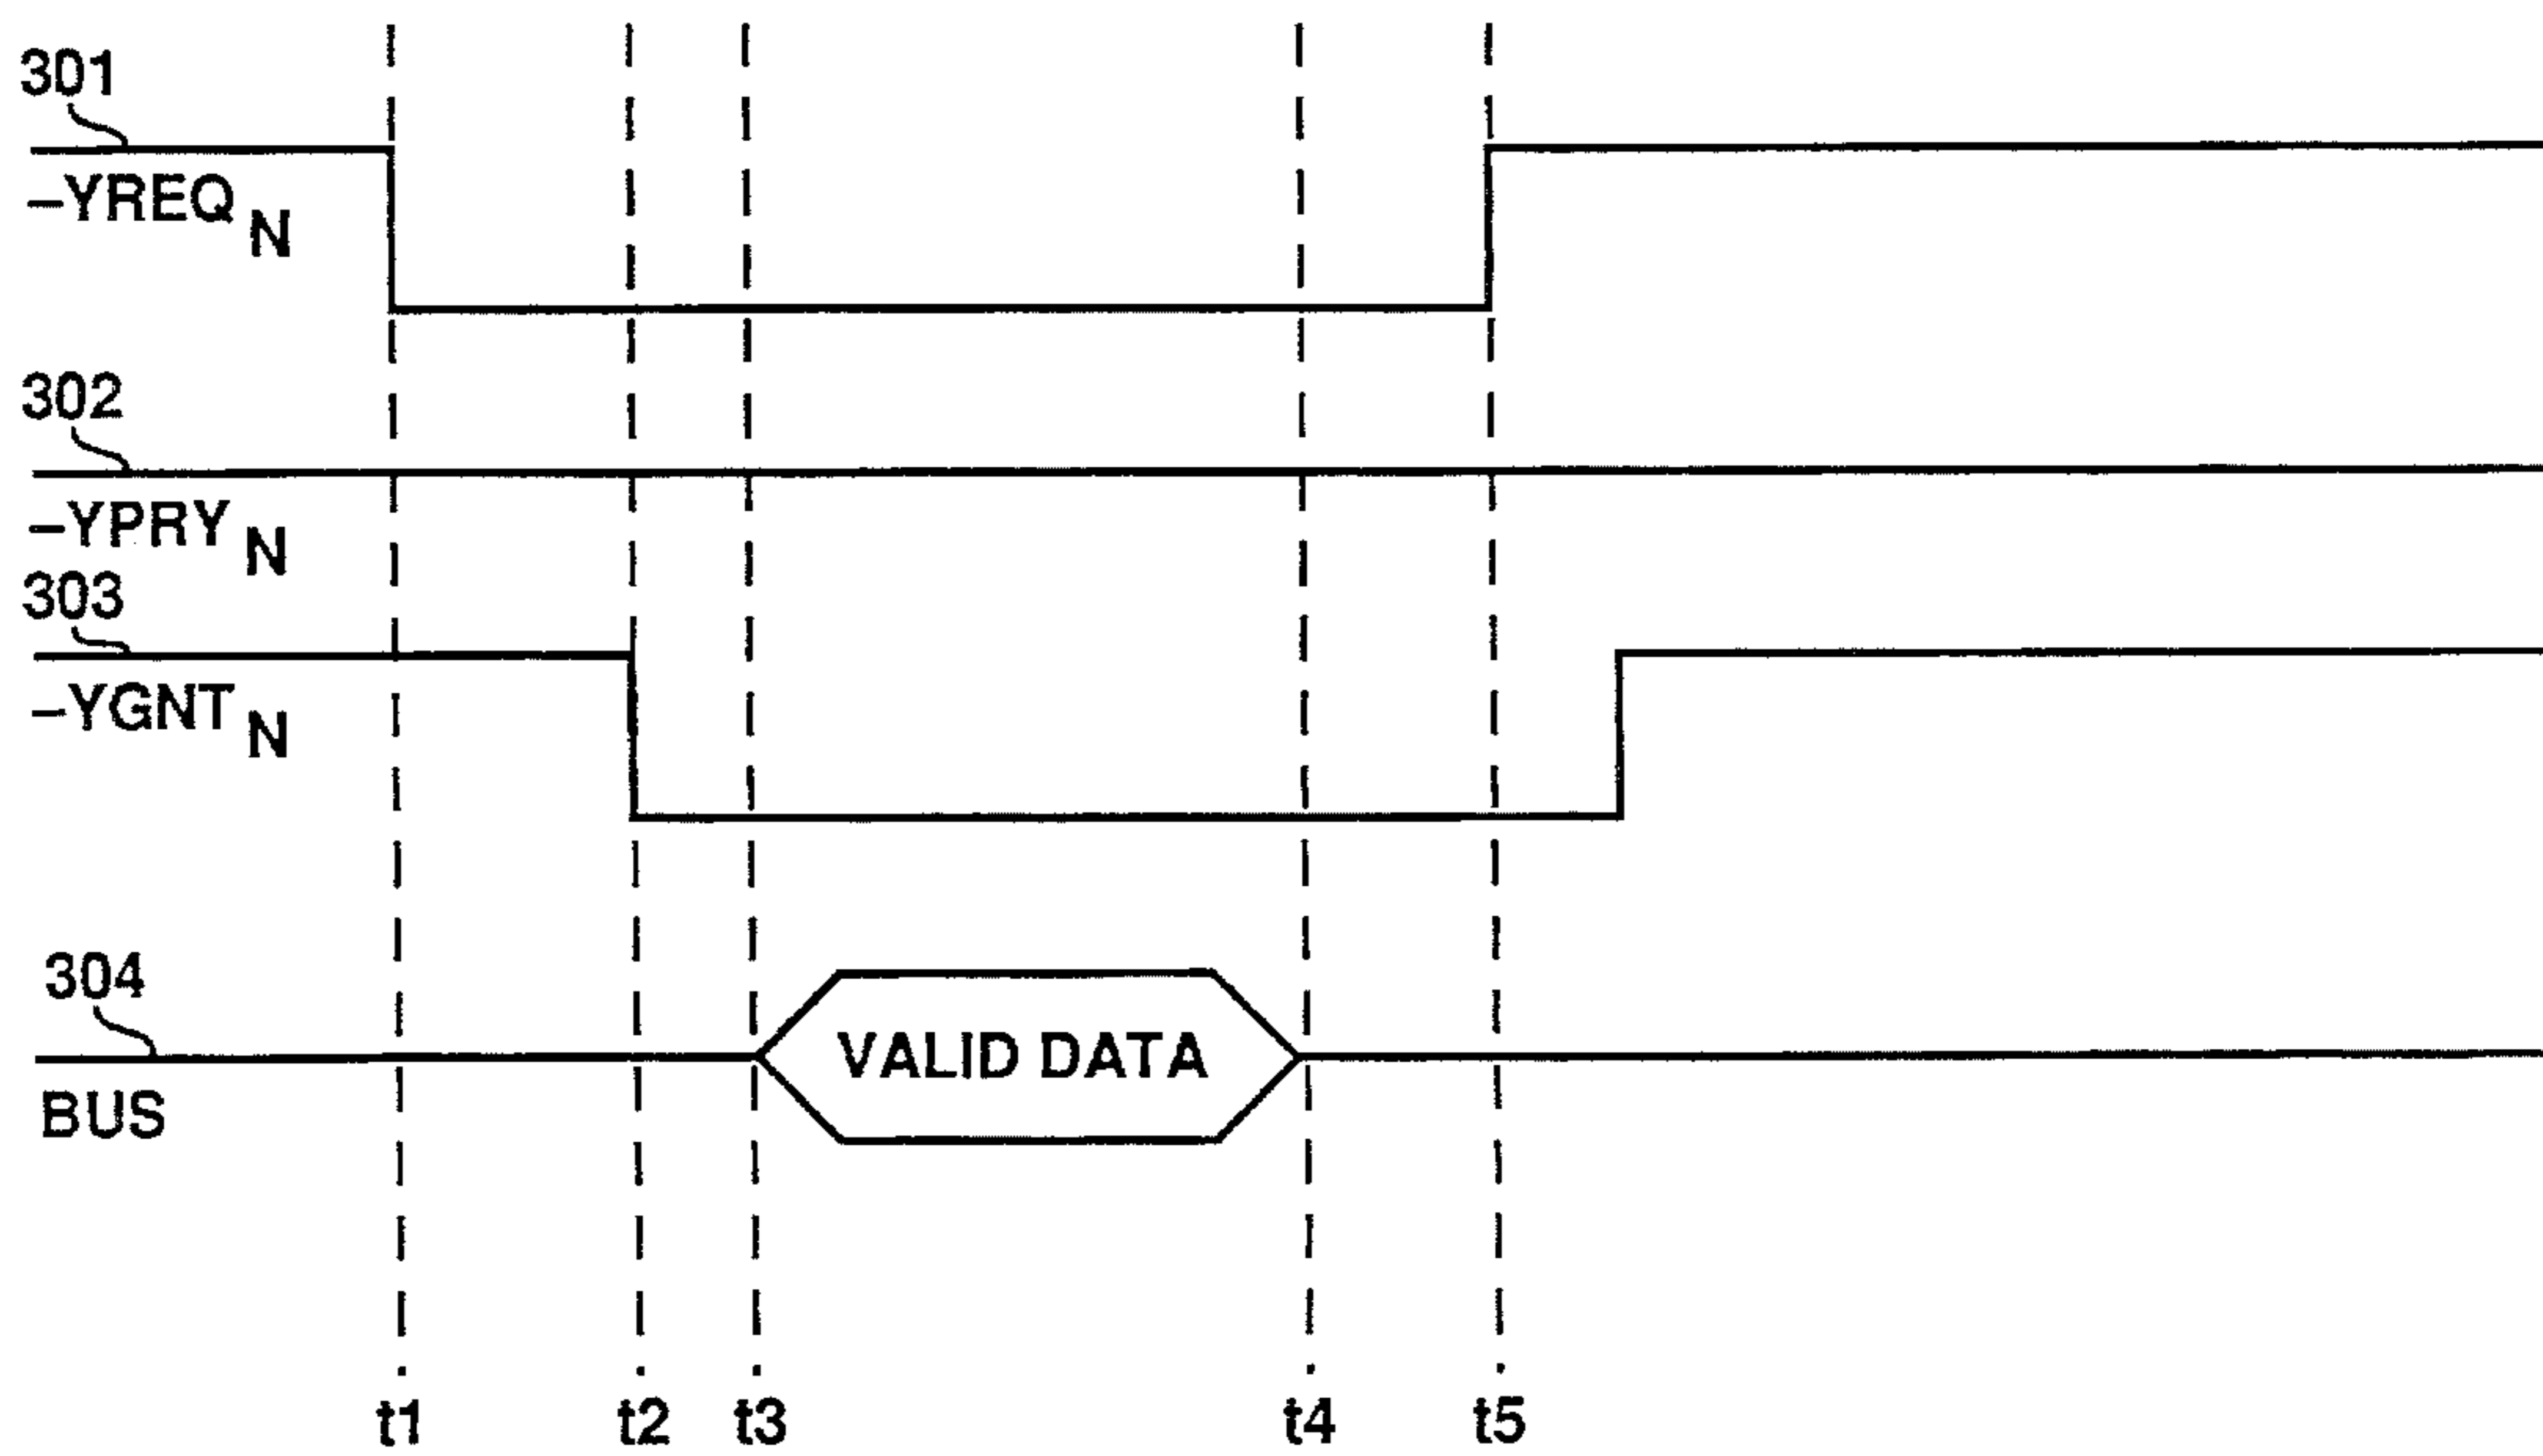 301
–YREQ N
302
–YPRY N
303
–YGNT N
304
VALID DATA
BUS
t1 t2 t3 t4 t5